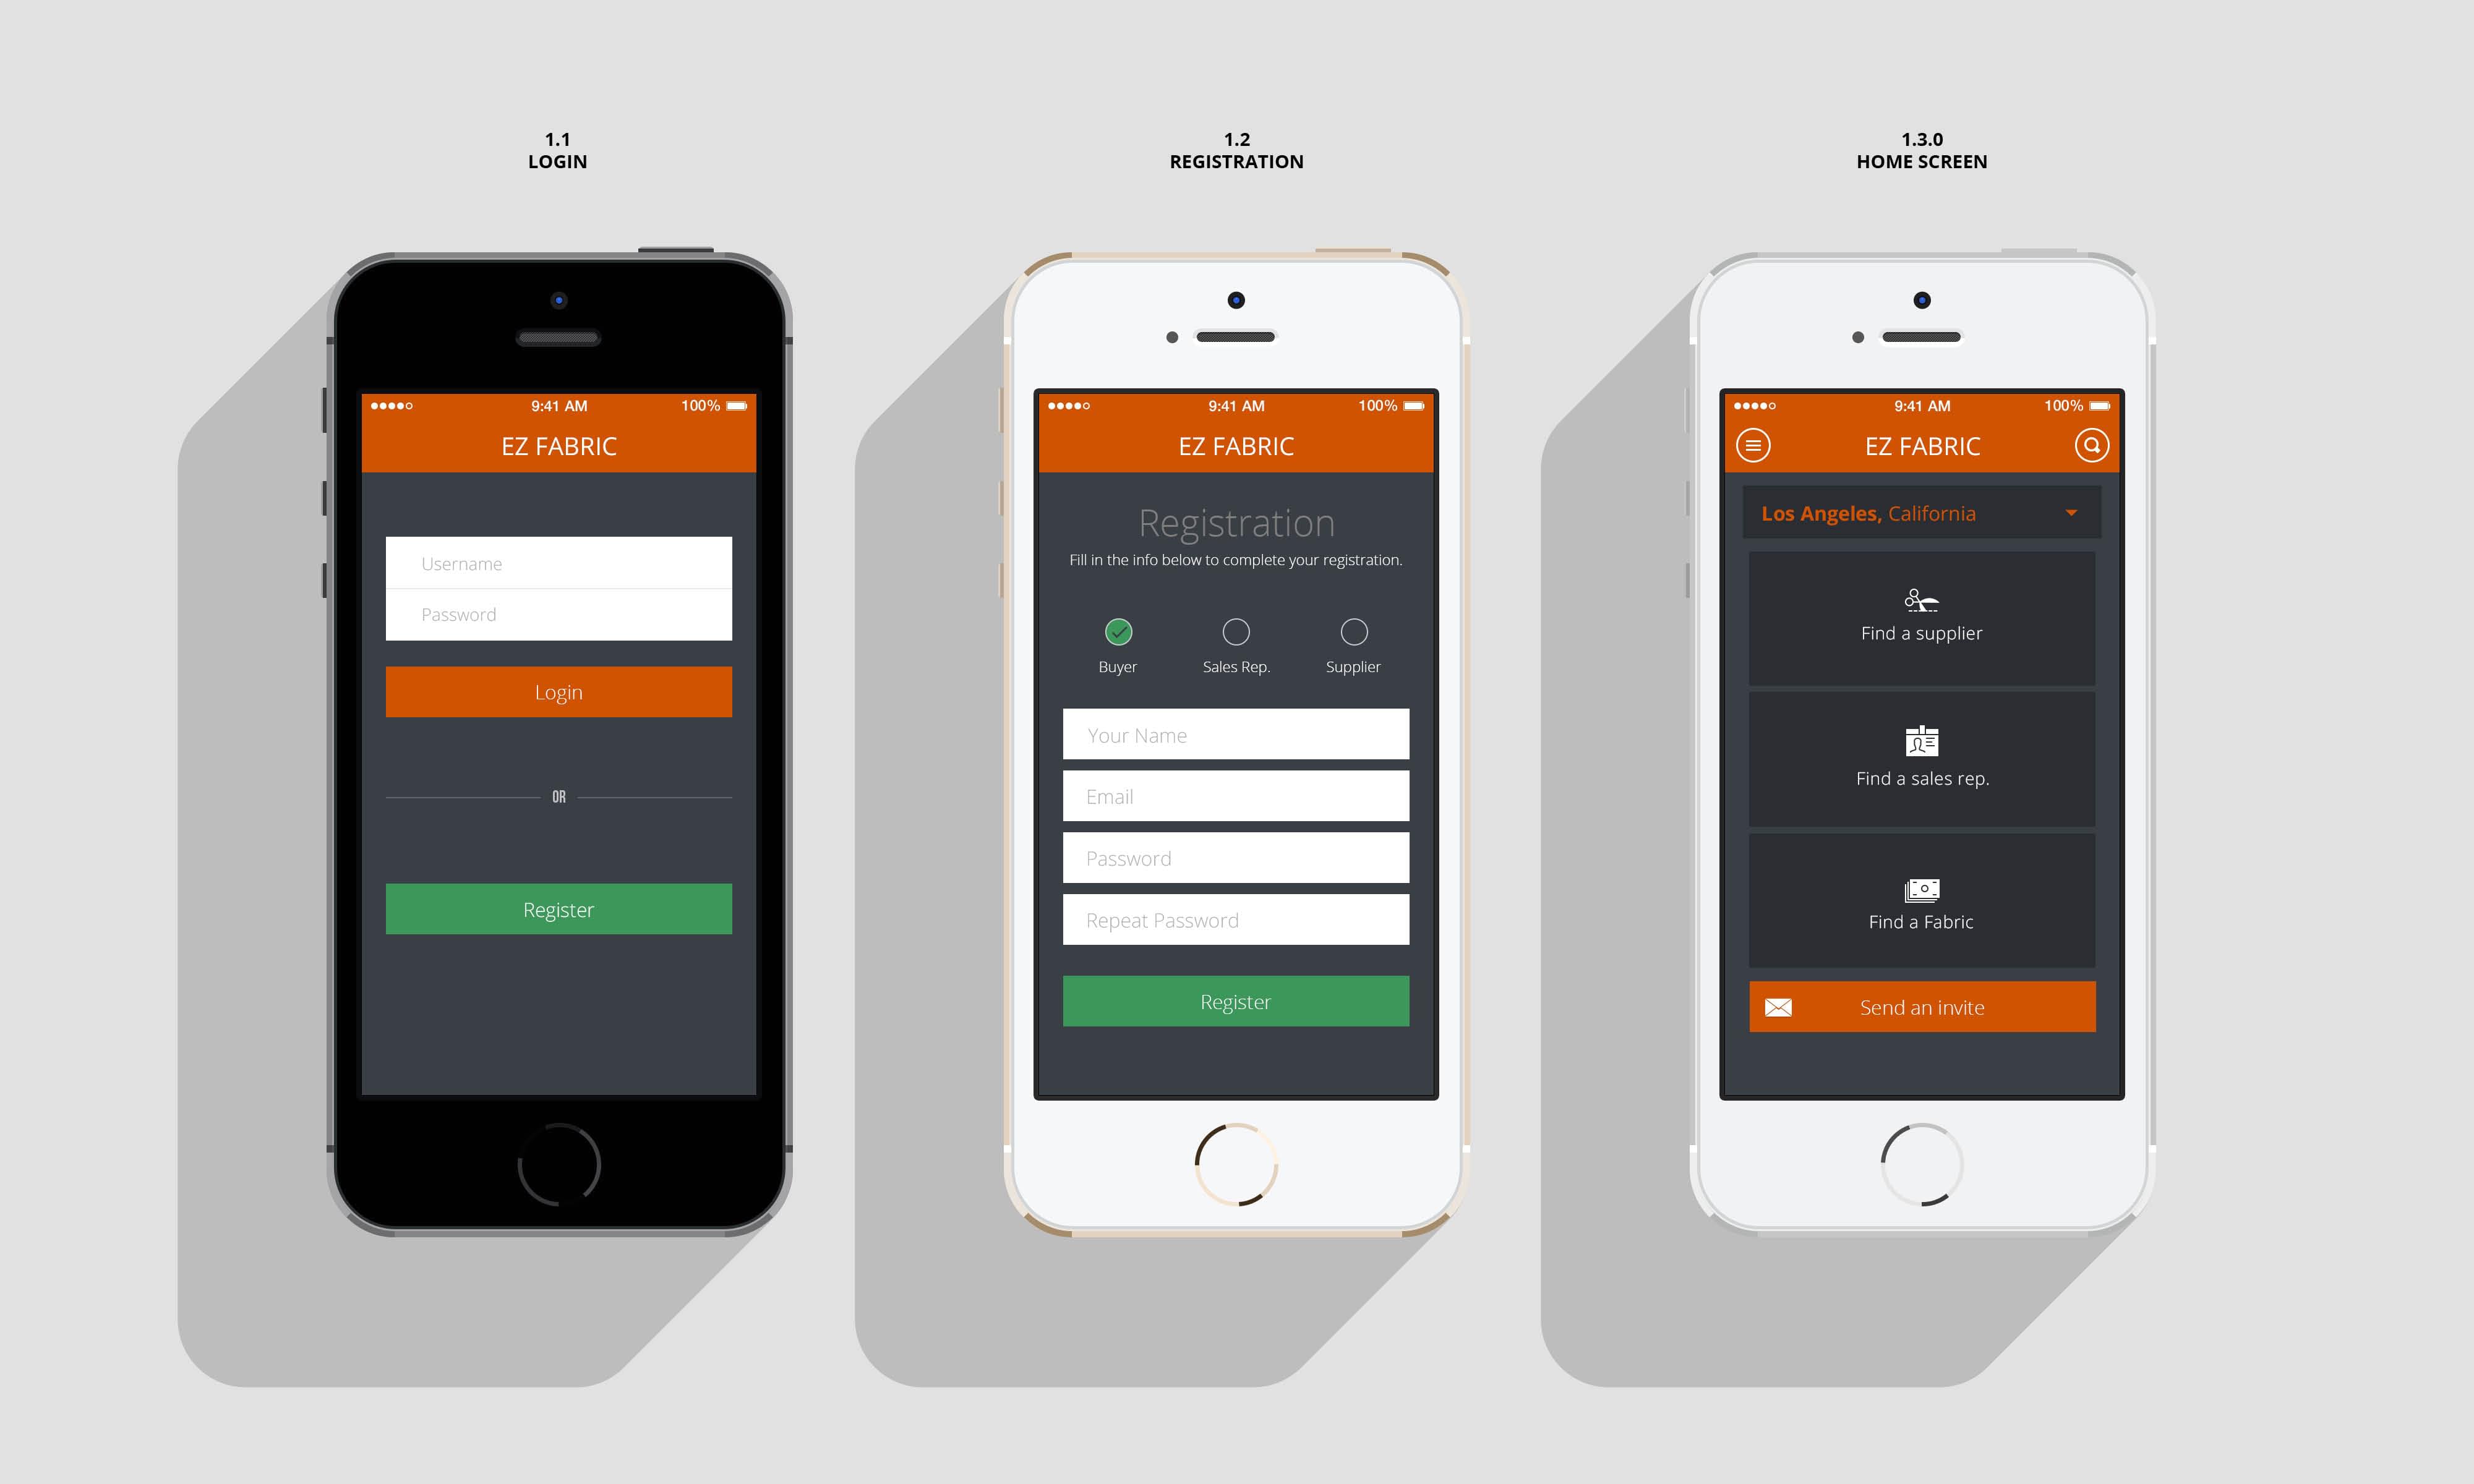 1.1
LOGIN
9:41 AM 100%
EZ FABRIC
Username
Password
Login
OR
Register
1.2
REGISTRATION
9:41 AM 100%
EZ FABRIC
Registration
Fill in the info below to complete your registration.
Buyer Sales Rep. Supplier
Your Name
Email
Password
Repeat Password
Register
1.3.0
HOME SCREEN
9:41 AM 100%
EZ FABRIC
Los Angeles, California
Find a supplier
Find a sales rep.
Find a Fabric
Send an invite